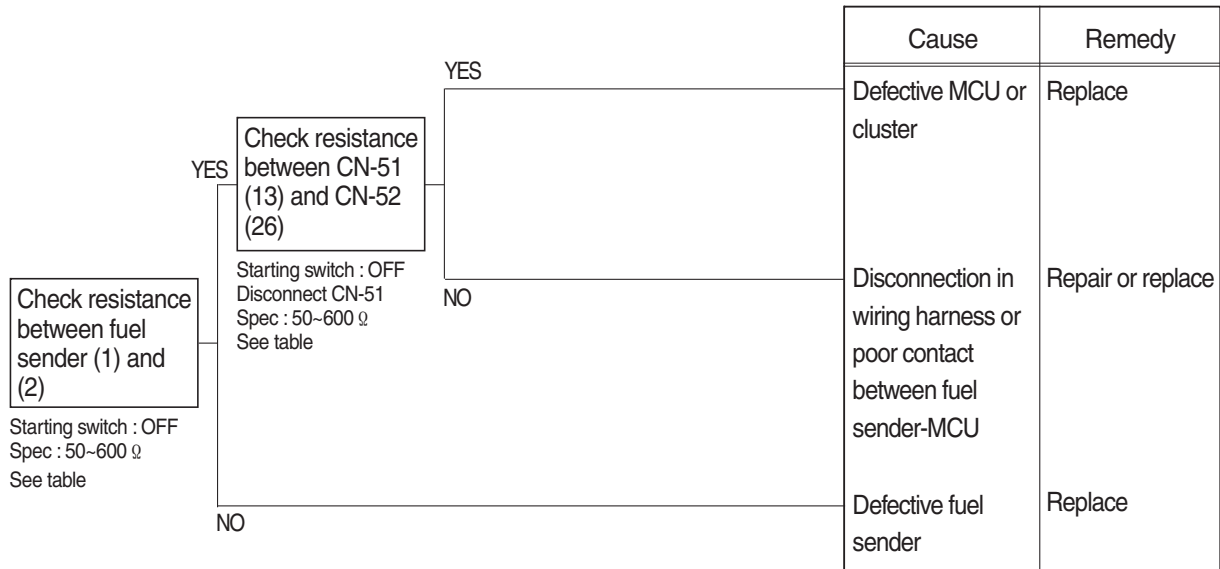 Cause
Remedy
YES
Defective MCU or
cluster
Replace
YES
Check resistance
between CN-51
(13) and CN-52
(26)
Starting switch : OFF
Disconnect CN-51
Spec : 50~600 Ω
See table
NO
Disconnection in
wiring harness or
poor contact
between fuel
sender-MCU
Repair or replace
Check resistance
between fuel
sender (1) and
(2)
Starting switch : OFF
Spec : 50~600 Ω
See table
NO
Defective fuel
sender
Replace